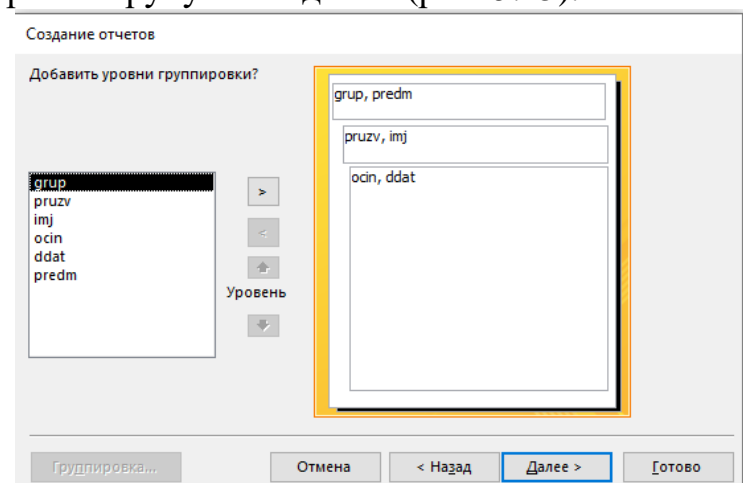 Создание отчетов
Добавить уровни группировки?
grup, predm
pruzv, imj
ocin, ddat
grup
pruzv
imj
ocin
ddat
predm
>
<
Уровень
Группировка...
Отмена
< Назад
Далее >
Готово